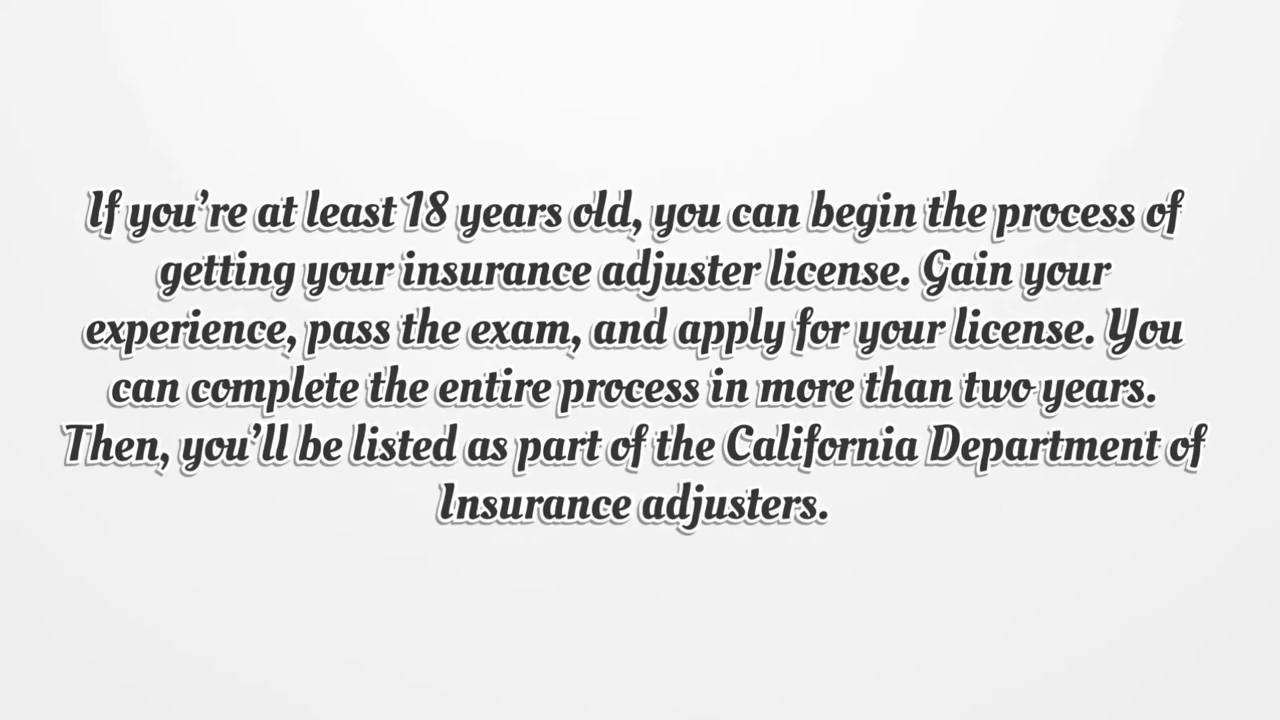 If you're at least 18 years old, you can begin the process of
getting your insurance adjuster license. Gain your
experience, pass the exam, and apply for your license. You
can complete the entire process in more than two years.
Then, you'll be listed as part of the California Department of
Insurance adjusters.